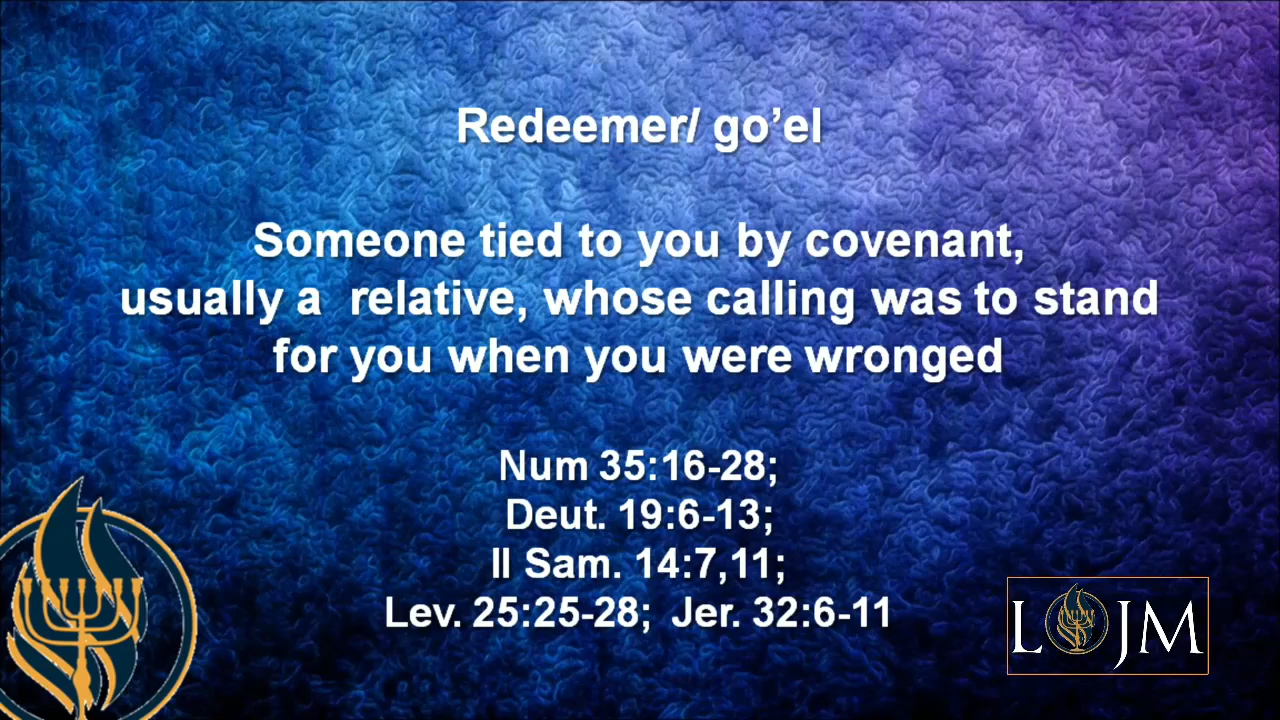 Redeemer/ go’el
Someone tied to you by covenant,
usually a  relative, whose calling was to stand
for you when you were wronged
Num 35:16-28;
Deut. 19:6-13;
II Sam. 14:7,11;
Lev. 25:25-28;  Jer. 32:6-11
L JM